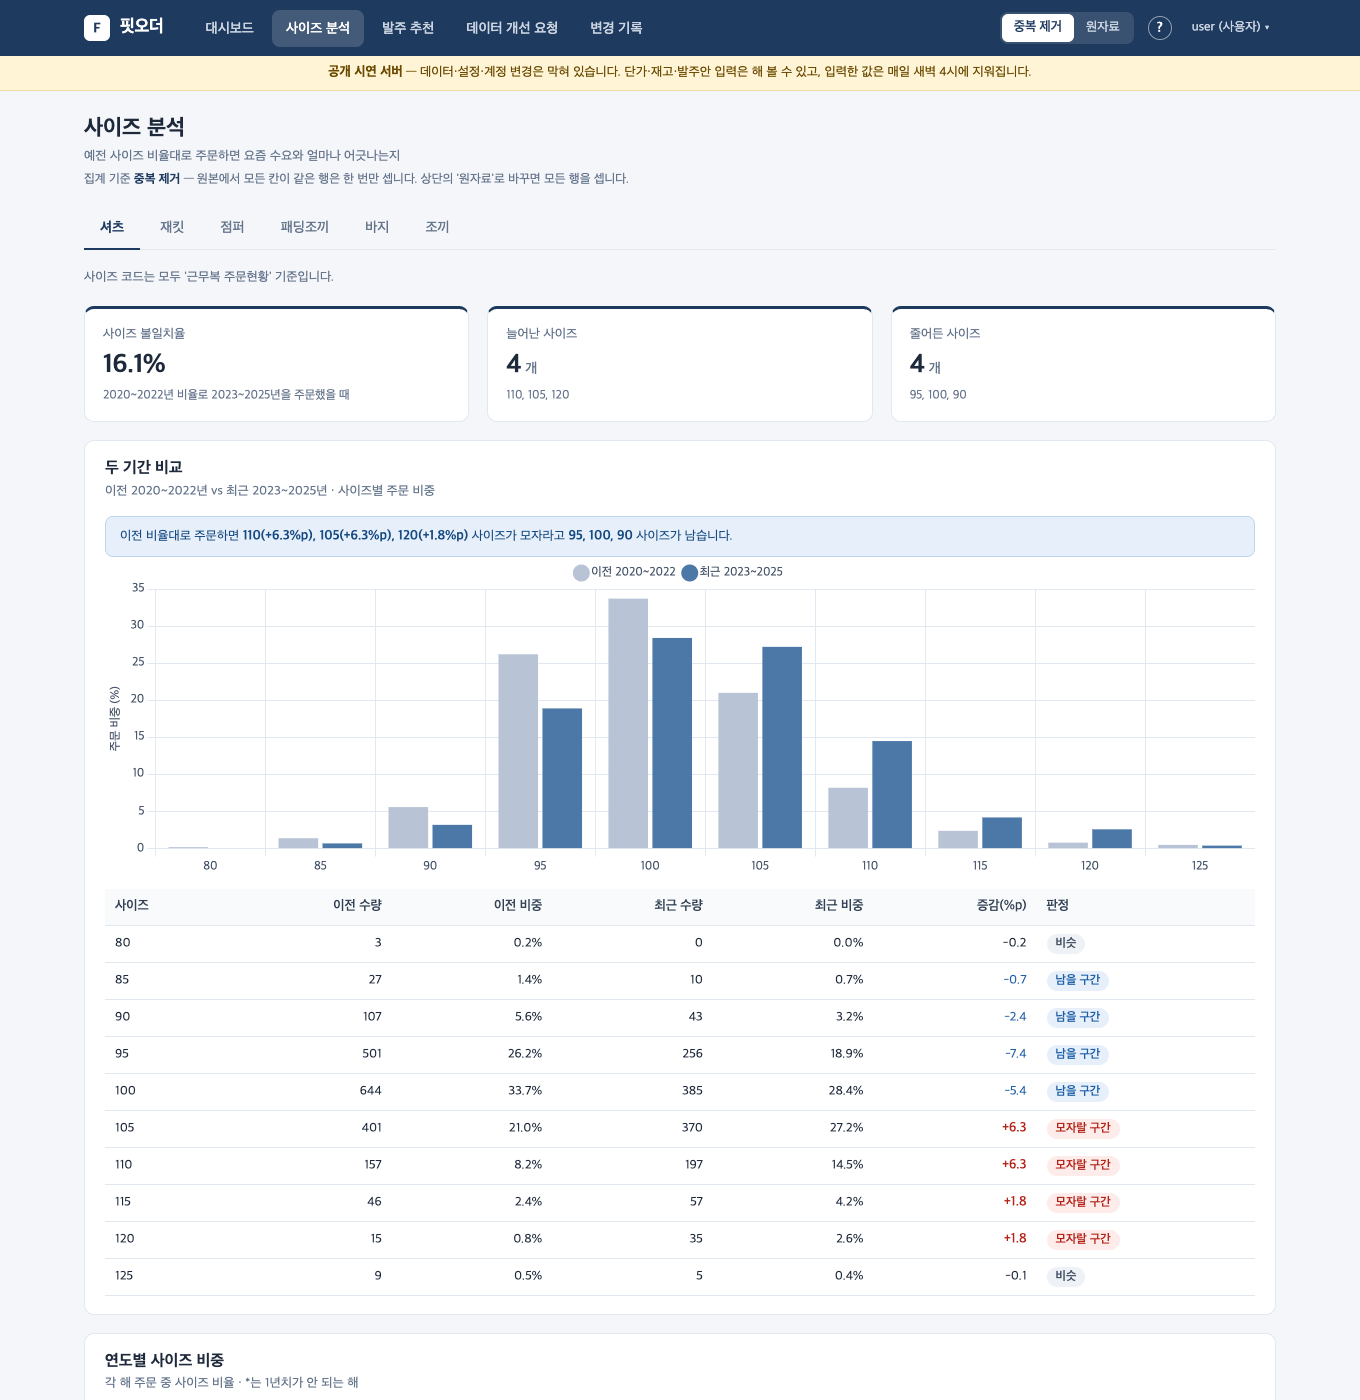 F 핏오더 대시보드 사이즈 분석 발주 추천 데이터 개선 요청 변경 기록 중복 제거 원자료 ? user (사용자) ▾
공개 시연 서버 — 데이터·설정·계정 변경은 막혀 있습니다. 단가·재고·발주안 입력은 해 볼 수 있고, 입력한 값은 매일 새벽 4시에 지워집니다.
사이즈 분석
예전 사이즈 비율대로 주문하면 요즘 수요와 얼마나 어긋나는지
집계 기준 중복 제거 — 원본에서 모든 칸이 같은 행은 한 번만 셉니다. 상단의 '원자료'로 바꾸면 모든 행을 셉니다.
셔츠 재킷 점퍼 패딩조끼 바지 조끼
사이즈 코드는 모두 '근무복 주문현황' 기준입니다.
사이즈 불일치율
16.1%
2020~2022년 비율로 2023~2025년을 주문했을 때
늘어난 사이즈
4 개
110, 105, 120
줄어든 사이즈
4 개
95, 100, 90
두 기간 비교
이전 2020~2022년 vs 최근 2023~2025년 · 사이즈별 주문 비중
이전 비율대로 주문하면 110(+6.3%p), 105(+6.3%p), 120(+1.8%p) 사이즈가 모자라고 95, 100, 90 사이즈가 남습니다.
이전 2020~2022 최근 2023~2025
주문 비중 (%)
35
30
25
20
15
10
5
0
80 85 90 95 100 105 110 115 120 125
사이즈 이전 수량 이전 비중 최근 수량 최근 비중 증감(%p) 판정
80 3 0.2% 0 0.0% -0.2 비슷
85 27 1.4% 10 0.7% -0.7 남을 구간
90 107 5.6% 43 3.2% -2.4 남을 구간
95 501 26.2% 256 18.9% -7.4 남을 구간
100 644 33.7% 385 28.4% -5.4 남을 구간
105 401 21.0% 370 27.2% +6.3 모자랄 구간
110 157 8.2% 197 14.5% +6.3 모자랄 구간
115 46 2.4% 57 4.2% +1.8 모자랄 구간
120 15 0.8% 35 2.6% +1.8 모자랄 구간
125 9 0.5% 5 0.4% -0.1 비슷
연도별 사이즈 비중
각 해 주문 중 사이즈 비율 · *는 1년치가 안 되는 해